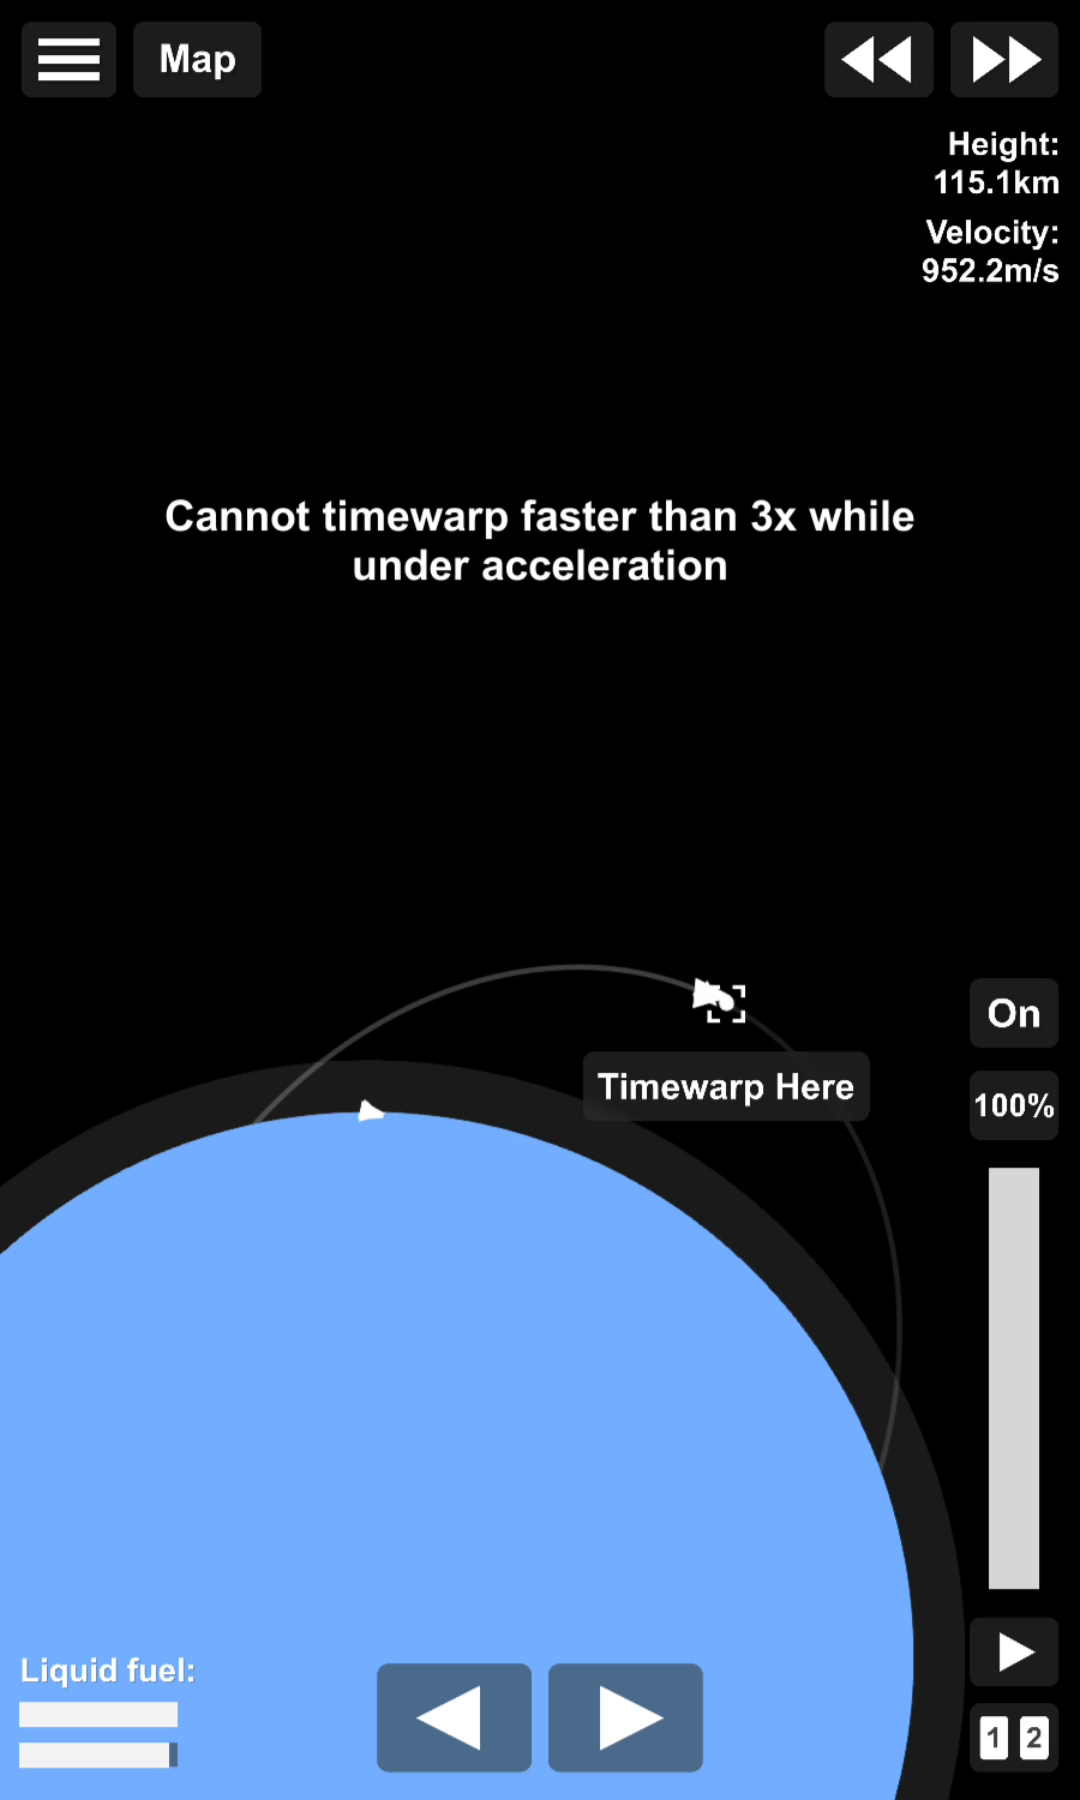 Map
Height:
115.1km
Velocity:
952.2m/s
Cannot timewarp faster than 3x while
under acceleration
On
Timewarp Here
100%
Liquid fuel:
1 2